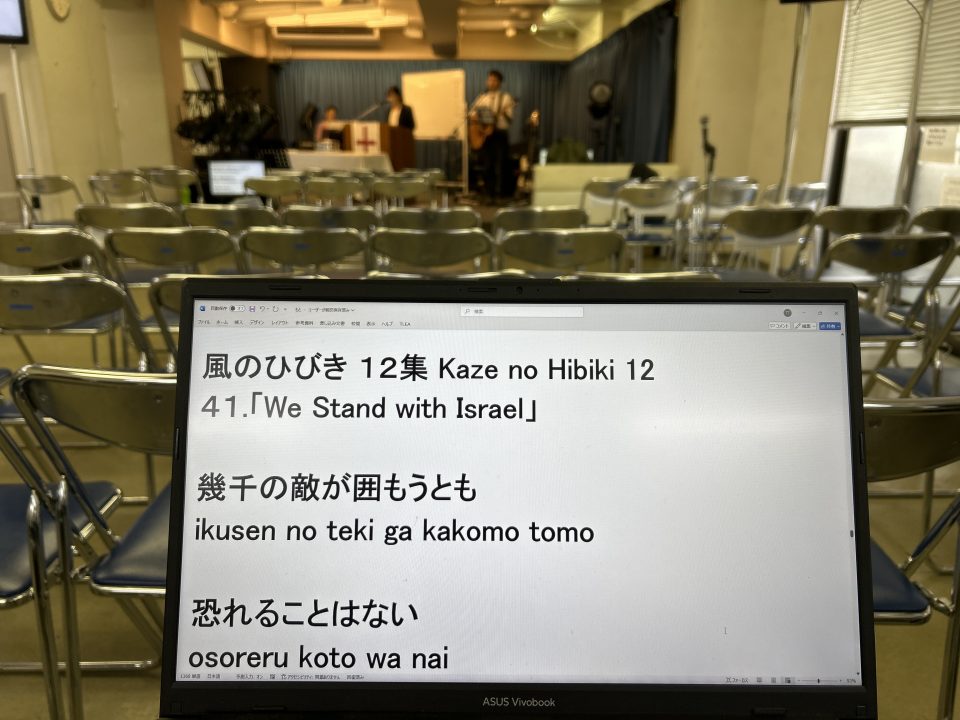 検索
風のひびき １２集 Kaze no Hibiki 12
４１.「We Stand with Israel」
幾千の敵が囲もうとも
ikusen no teki ga kakomo tomo
恐れることはない
osoreru koto wa nai
ASUS Vivobook